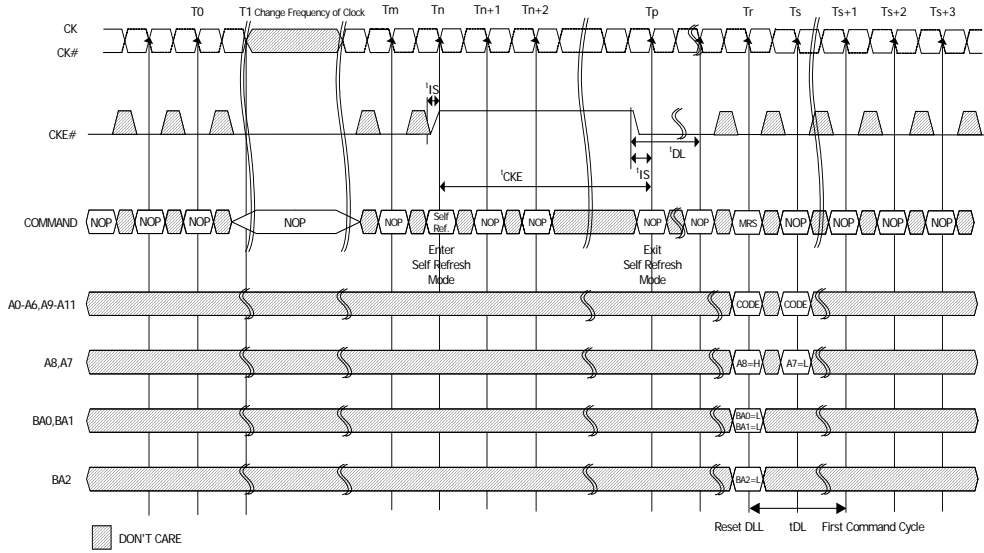 T0 T1 Change Frequency of Clock Tm Tn Tn+1 Tn+2 Tp Tr Ts Ts+1 Ts+2 Ts+3
CK
CK#
tIS
CKE#
tDL
tIS
tCKE
COMMAND NOP NOP NOP NOP NOP Self Ref. NOP NOP NOP NOP MRS NOP NOP NOP NOP
Enter
Self Refresh
Mode
Exit
Self Refresh
Mode
A0-A6,A9-A11 CODE CODE
A8,A7 A8=H A7=L
BA0,BA1 BA0=L
BA1=L
BA2 BA2=L
Reset DLL tDL First Command Cycle
DON'T CARE